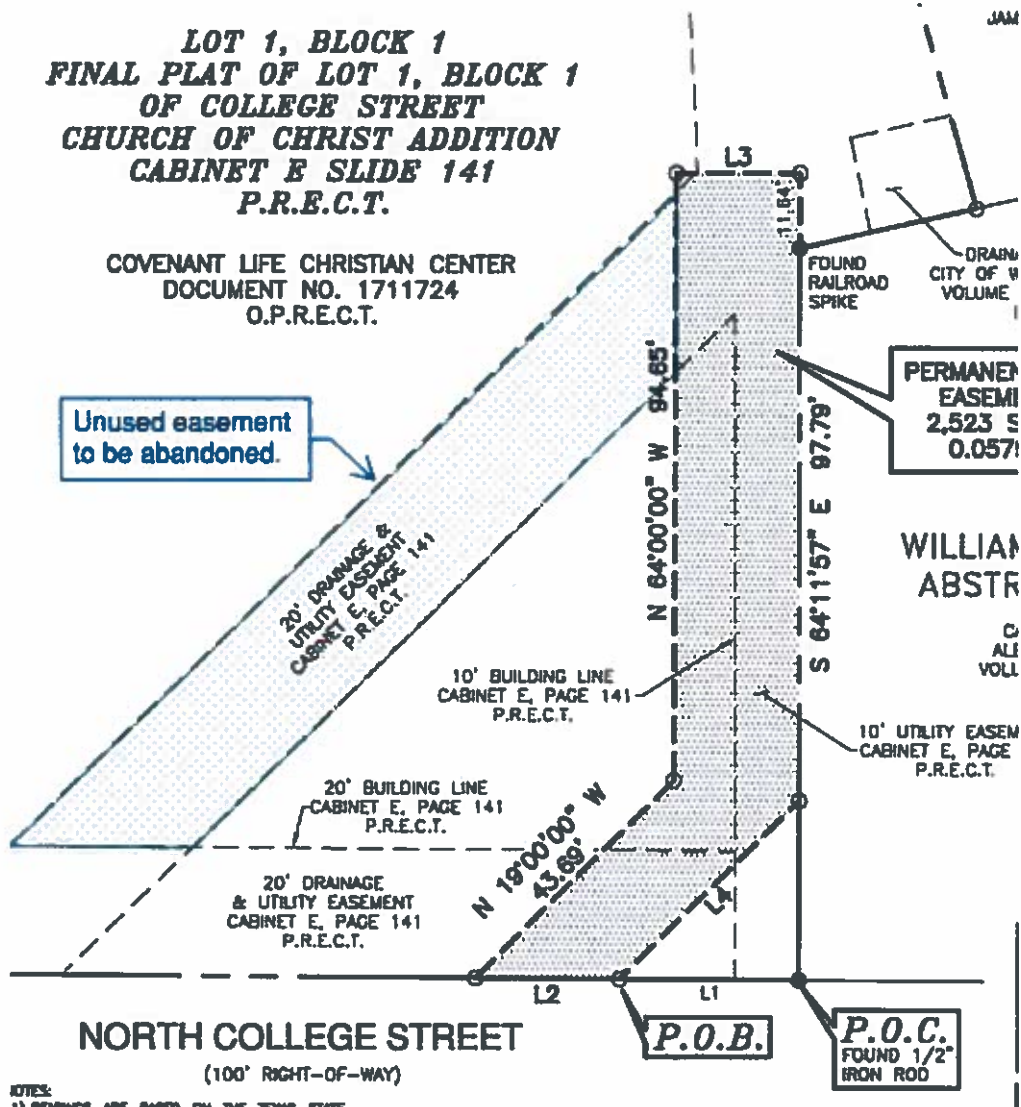 LOT 1, BLOCK 1
FINAL PLAT OF LOT 1, BLOCK 1
OF COLLEGE STREET
CHURCH OF CHRIST ADDITION
CABINET E SLIDE 141
P.R.E.C.T.
COVENANT LIFE CHRISTIAN CENTER
DOCUMENT NO. 1711724
O.P.R.E.C.T.
JAM
L3
11.64'
FOUND
RAILROAD
SPIKE
DRAIN
CITY OF W
VOLUME
Unused easement
to be abandoned.
PERMANEN
EASEM
2,523 S
0.057
N 64°00'00" W 94.65'
S 64°11'57" E 97.79'
20' DRAINAGE &
UTILITY EASEMENT
CABINET E, PAGE 141
P.R.E.C.T.
WILLIAM
ABSTR
VOLU
10' BUILDING LINE
CABINET E, PAGE 141
P.R.E.C.T.
10' UTILITY EASEM
CABINET E, PAGE
P.R.E.C.T.
20' BUILDING LINE
CABINET E, PAGE 141
P.R.E.C.T.
N 19°00'00" W
43.69'
20' DRAINAGE
& UTILITY EASEMENT
CABINET E, PAGE 141
P.R.E.C.T.
L4
L2
L1
NORTH COLLEGE STREET
(100' RIGHT-OF-WAY)
P.O.B.
P.O.C.
FOUND 1/2"
IRON ROD
NOTES: